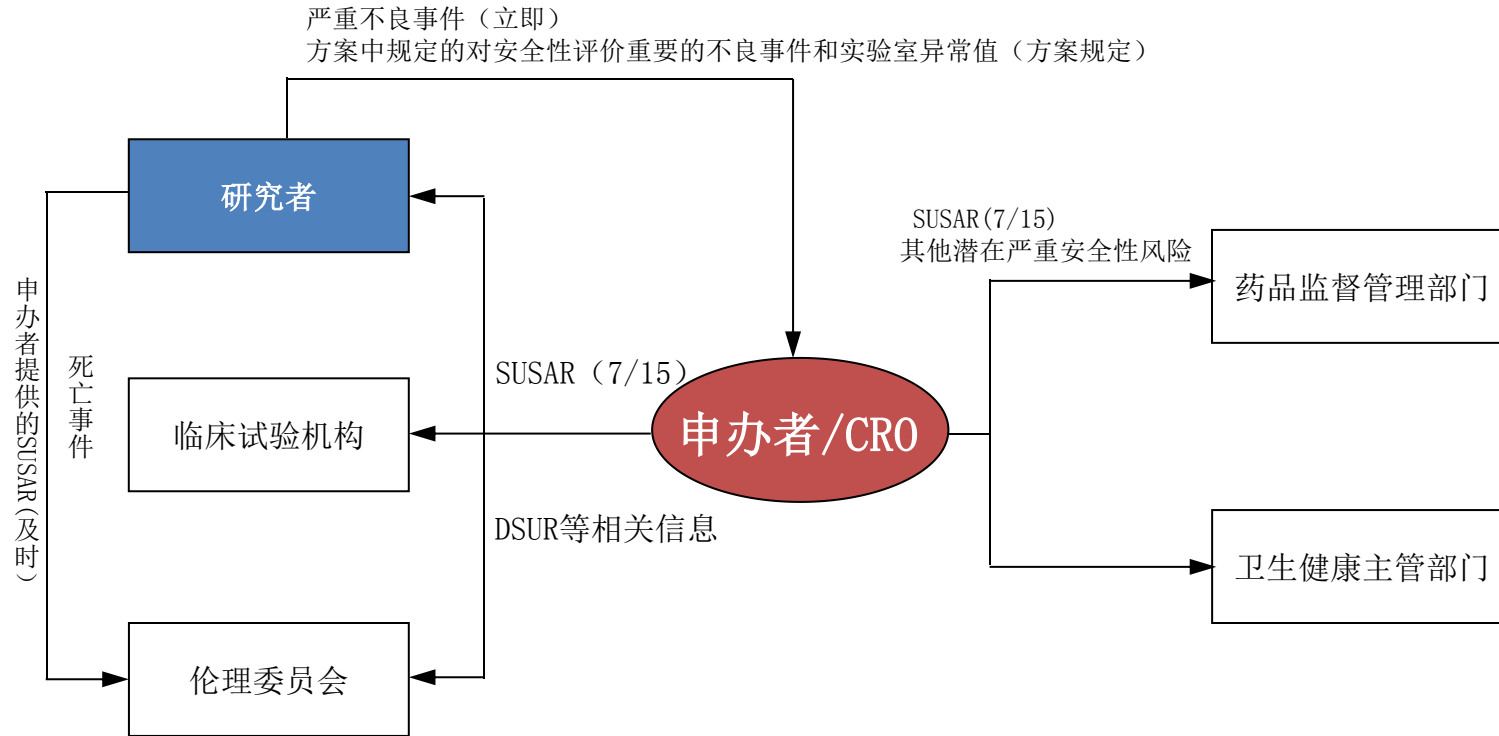 严重不良事件（立即）
方案中规定的对安全性评价重要的不良事件和实验室异常值（方案规定）
研究者
SUSAR(7/15)
其他潜在严重安全性风险
药品监督管理部门
申办者提供的SUSAR（及时）
死亡事件
SUSAR（7/15）
临床试验机构
申办者/CRO
DSUR等相关信息
卫生健康主管部门
伦理委员会